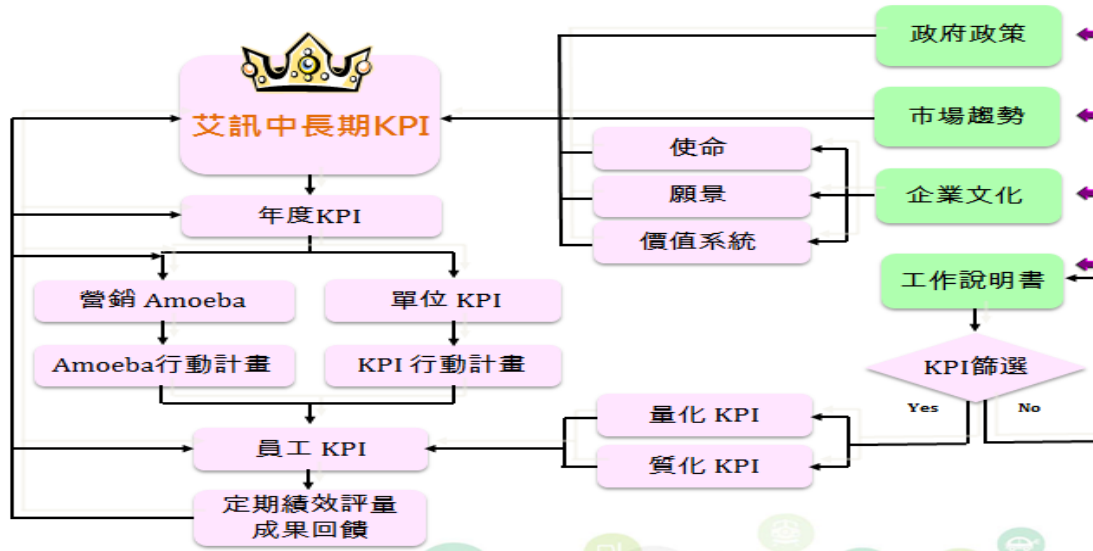 政府政策
艾訊中長期KPI
市場趨勢
使命
願景
企業文化
年度KPI
價值系統
工作說明書
營銷 Amoeba
單位 KPI
Amoeba行動計畫
KPI 行動計畫
KPI篩選
Yes
No
量化 KPI
員工 KPI
質化 KPI
定期績效評量
成果回饋